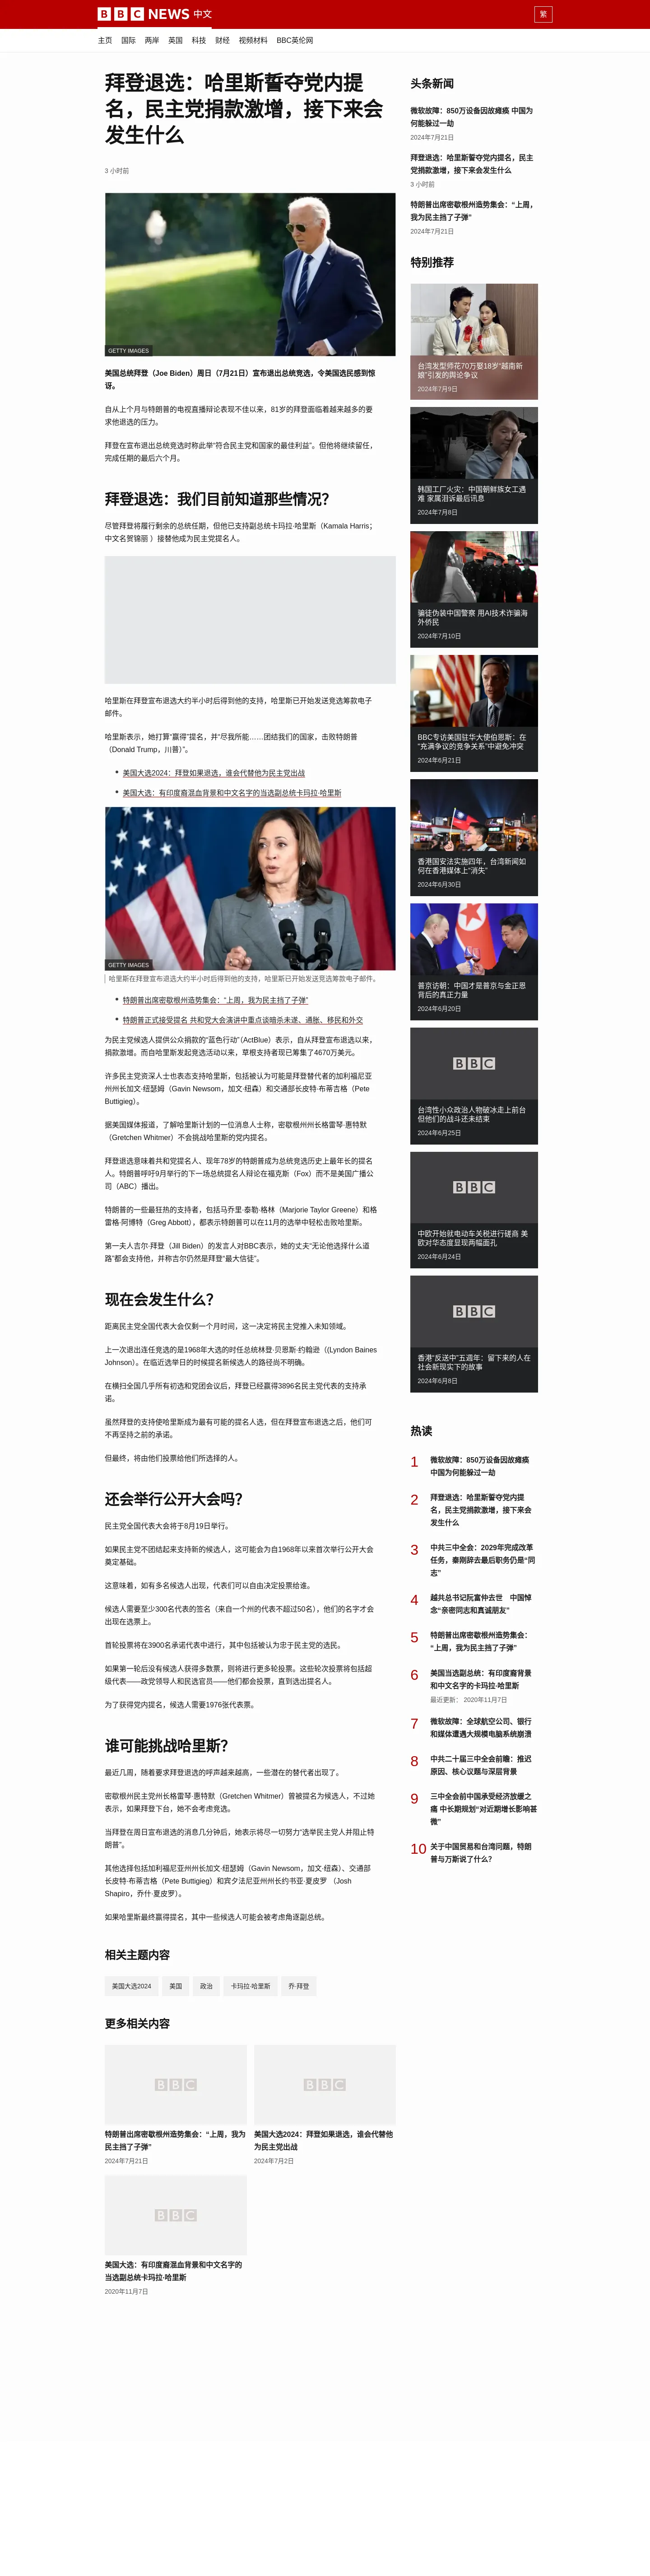 BBC NEWS 中文
繁
主页 国际 两岸 英国 科技 财经 视频材料 BBC英伦网
拜登退选：哈里斯誓夺党内提
名，民主党捐款激增，接下来会
发生什么
3 小时前
GETTY IMAGES
美国总统拜登（Joe Biden）周日（7月21日）宣布退出总统竞选，令美国选民感到惊
讶。
自从上个月与特朗普的电视直播辩论表现不佳以来，81岁的拜登面临着越来越多的要
求他退选的压力。
拜登在宣布退出总统竞选时称此举“符合民主党和国家的最佳利益”。但他将继续留任，
完成任期的最后六个月。
拜登退选：我们目前知道那些情况？
尽管拜登将履行剩余的总统任期，但他已支持副总统卡玛拉·哈里斯（Kamala Harris；
中文名贺锦丽 ）接替他成为民主党提名人。
哈里斯在拜登宣布退选大约半小时后得到他的支持，哈里斯已开始发送竞选筹款电子
邮件。
哈里斯表示，她打算“赢得”提名，并“尽我所能……团结我们的国家，击败特朗普
（Donald Trump，川普）”。
美国大选2024：拜登如果退选，谁会代替他为民主党出战
美国大选：有印度裔混血背景和中文名字的当选副总统卡玛拉·哈里斯
GETTY IMAGES
哈里斯在拜登宣布退选大约半小时后得到他的支持，哈里斯已开始发送竞选筹款电子邮件。
特朗普出席密歇根州造势集会：“上周，我为民主挡了子弹”
特朗普正式接受提名 共和党大会演讲中重点谈暗杀未遂、通胀、移民和外交
为民主党候选人提供公众捐款的“蓝色行动”（ActBlue）表示，自从拜登宣布退选以来，
捐款激增。而自哈里斯发起竞选活动以来，草根支持者现已筹集了4670万美元。
许多民主党资深人士也表态支持哈里斯，包括被认为可能是拜登替代者的加利福尼亚
州州长加文·纽瑟姆（Gavin Newsom，加文·纽森）和交通部长皮特·布蒂吉格（Pete
Buttigieg）。
据美国媒体报道，了解哈里斯计划的一位消息人士称，密歇根州州长格雷琴·惠特默
（Gretchen Whitmer）不会挑战哈里斯的党内提名。
拜登退选意味着共和党提名人、现年78岁的特朗普成为总统竞选历史上最年长的提名
人。特朗普呼吁9月举行的下一场总统提名人辩论在福克斯（Fox）而不是美国广播公
司（ABC）播出。
特朗普的一些最狂热的支持者，包括马乔里·泰勒·格林（Marjorie Taylor Greene）和格
雷格·阿博特（Greg Abbott），都表示特朗普可以在11月的选举中轻松击败哈里斯。
第一夫人吉尔·拜登（Jill Biden）的发言人对BBC表示，她的丈夫“无论他选择什么道
路”都会支持他，并称吉尔仍然是拜登“最大信徒”。
现在会发生什么？
距离民主党全国代表大会仅剩一个月时间，这一决定将民主党推入未知领域。
上一次退出连任竞选的是1968年大选的时任总统林登·贝恩斯·约翰逊（(Lyndon Baines
Johnson）。在临近选举日的时候提名新候选人的路径尚不明确。
在横扫全国几乎所有初选和党团会议后，拜登已经赢得3896名民主党代表的支持承
诺。
虽然拜登的支持使哈里斯成为最有可能的提名人选，但在拜登宣布退选之后，他们可
不再坚持之前的承诺。
但最终，将由他们投票给他们所选择的人。
还会举行公开大会吗？
民主党全国代表大会将于8月19日举行。
如果民主党不团结起来支持新的候选人，这可能会为自1968年以来首次举行公开大会
奠定基础。
这意味着，如有多名候选人出现，代表们可以自由决定投票给谁。
候选人需要至少300名代表的签名（来自一个州的代表不超过50名），他们的名字才会
出现在选票上。
首轮投票将在3900名承诺代表中进行，其中包括被认为忠于民主党的选民。
如果第一轮后没有候选人获得多数票，则将进行更多轮投票。这些轮次投票将包括超
级代表——政党领导人和民选官员——他们都会投票，直到选出提名人。
为了获得党内提名，候选人需要1976张代表票。
谁可能挑战哈里斯？
最近几周，随着要求拜登退选的呼声越来越高，一些潜在的替代者出现了。
密歇根州民主党州长格雷琴·惠特默（Gretchen Whitmer）曾被提名为候选人，不过她
表示，如果拜登下台，她不会考虑竞选。
当拜登在周日宣布退选的消息几分钟后，她表示将尽一切努力“选举民主党人并阻止特
朗普”。
其他选择包括加利福尼亚州州长加文·纽瑟姆（Gavin Newsom，加文·纽森）、交通部
长皮特·布蒂吉格（Pete Buttigieg）和宾夕法尼亚州州长约书亚·夏皮罗 （Josh
Shapiro，乔什·夏皮罗）。
如果哈里斯最终赢得提名，其中一些候选人可能会被考虑角逐副总统。
相关主题内容
美国大选2024 美国 政治 卡玛拉·哈里斯 乔·拜登
更多相关内容
BBC
特朗普出席密歇根州造势集会：“上周，我为
民主挡了子弹”
2024年7月21日
BBC
美国大选2024：拜登如果退选，谁会代替他
为民主党出战
2024年7月2日
BBC
美国大选：有印度裔混血背景和中文名字的
当选副总统卡玛拉·哈里斯
2020年11月7日
头条新闻
微软故障：850万设备因故瘫痪 中国为
何能躲过一劫
2024年7月21日
拜登退选：哈里斯誓夺党内提名，民主
党捐款激增，接下来会发生什么
3 小时前
特朗普出席密歇根州造势集会：“上周，
我为民主挡了子弹”
2024年7月21日
特别推荐
台湾发型师花70万娶18岁“越南新
娘”引发的舆论争议
2024年7月9日
韩国工厂火灾：中国朝鲜族女工遇
难 家属泪诉最后讯息
2024年7月8日
骗徒伪装中国警察 用AI技术诈骗海
外侨民
2024年7月10日
BBC专访美国驻华大使伯恩斯：在
“充满争议的竞争关系”中避免冲突
2024年6月21日
香港国安法实施四年，台湾新闻如
何在香港媒体上“消失”
2024年6月30日
普京访朝：中国才是普京与金正恩
背后的真正力量
2024年6月20日
BBC
台湾性小众政治人物破冰走上前台
但他们的战斗还未结束
2024年6月25日
BBC
中欧开始就电动车关税进行磋商 美
欧对华态度显现两幅面孔
2024年6月24日
BBC
香港“反送中”五週年：留下来的人在
社会新现实下的故事
2024年6月8日
热读
1 微软故障：850万设备因故瘫痪
中国为何能躲过一劫
2 拜登退选：哈里斯誓夺党内提
名，民主党捐款激增，接下来会
发生什么
3 中共三中全会：2029年完成改革
任务，秦刚辞去最后职务仍是“同
志”
4 越共总书记阮富仲去世　中国悼
念“亲密同志和真诚朋友”
5 特朗普出席密歇根州造势集会：
“上周，我为民主挡了子弹”
6 美国当选副总统：有印度裔背景
和中文名字的卡玛拉·哈里斯
最近更新： 2020年11月7日
7 微软故障：全球航空公司、银行
和媒体遭遇大规模电脑系统崩溃
8 中共二十届三中全会前瞻：推迟
原因、核心议题与深层背景
9 三中全会前中国承受经济放缓之
痛 中长期规划“对近期增长影响甚
微”
10 关于中国贸易和台湾问题，特朗
普与万斯说了什么？